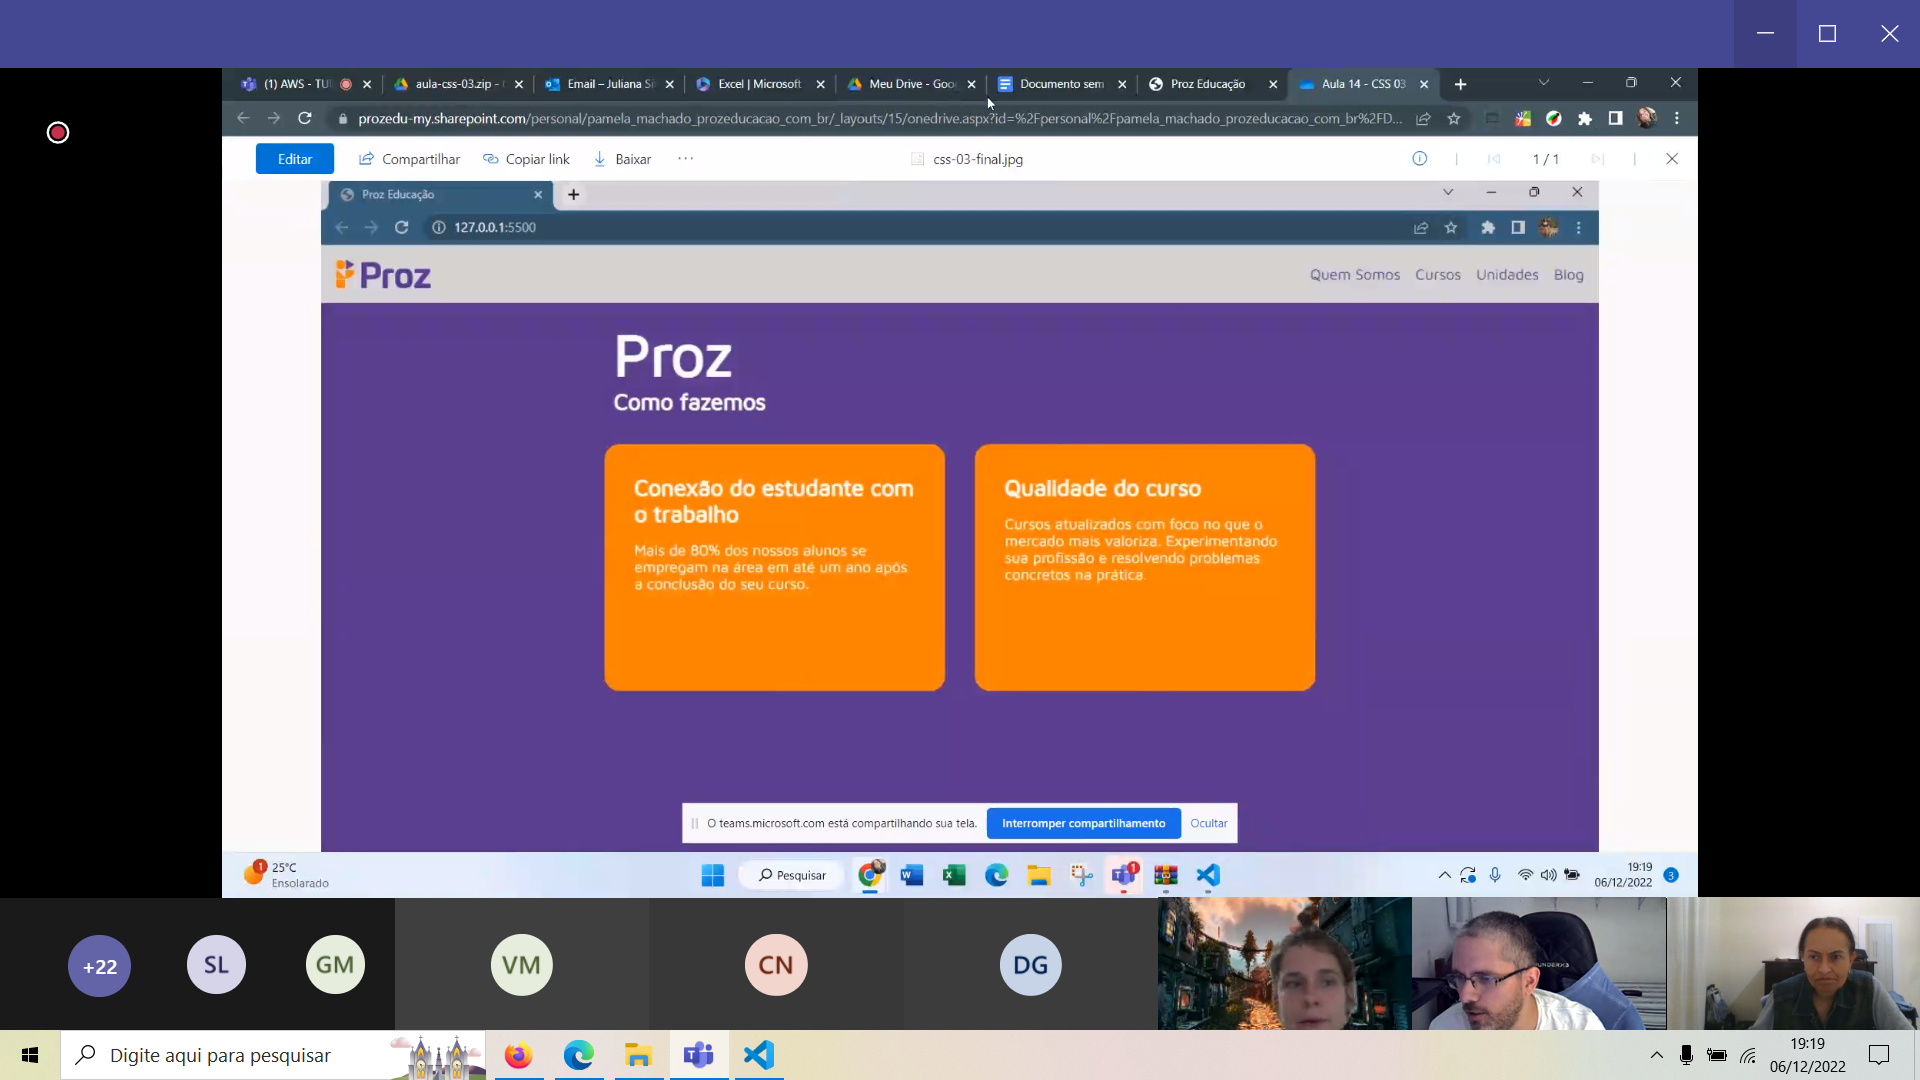 (1) AWS - TU
aula-css-03.zip -
Email – Juliana Si
Excel | Microsoft
Meu Drive - Goo
Documento sem
Proz Educação
Aula 14 - CSS 03
prozedu-my.sharepoint.com/personal/pamela_machado_prozeducacao_com_br/_layouts/15/onedrive.aspx?id=%2Fpersonal%2Fpamela_machado_prozeducacao_com_br%2FD...
Editar
Compartilhar
Copiar link
Baixar
css-03-final.jpg
1 / 1
Proz Educação
127.0.0.1:5500
Proz
Quem Somos
Cursos
Unidades
Blog
Proz
Como fazemos
Conexão do estudante com
o trabalho
Mais de 80% dos nossos alunos se
empregam na área em até um ano após
a conclusão do seu curso.
Qualidade do curso
Cursos atualizados com foco no que o
mercado mais valoriza. Experimentando
sua profissão e resolvendo problemas
concretos na prática.
O teams.microsoft.com está compartilhando sua tela.
Interromper compartilhamento
Ocultar
1
25°C
Ensolarado
Pesquisar
1
19:19
06/12/2022
3
+22
SL
GM
VM
CN
DG
Digite aqui para pesquisar
19:19
06/12/2022